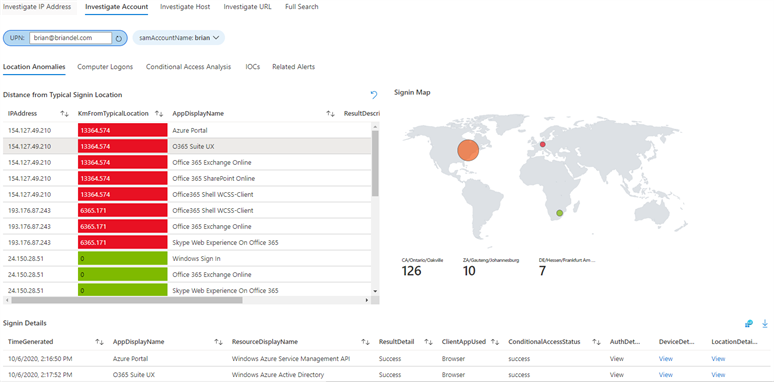 Investigate IP Address Investigate Account Investigate Host Investigate URL Full Search
UPN: brian@briandel.com samAccountName: brian
Location Anomalies Computer Logons Conditional Access Analysis IOCs Related Alerts
Distance from Typical Signin Location
IPAddress KmFromTypicalLocation AppDisplayName ResultDescri
154.127.49.210 13364.574 Azure Portal
154.127.49.210 13364.574 O365 Suite UX
154.127.49.210 13364.574 Office 365 Exchange Online
154.127.49.210 13364.574 Office 365 SharePoint Online
154.127.49.210 13364.574 Office365 Shell WCSS-Client
193.176.87.243 6365.171 Office365 Shell WCSS-Client
193.176.87.243 6365.171 Office 365 Exchange Online
193.176.87.243 6365.171 Skype Web Experience On Office 365
24.150.28.51 0 Windows Sign In
24.150.28.51 0 Office 365 Exchange Online
24.150.28.51 0 Skype Web Experience On Office 365
Signin Map
CA/Ontario/Oakville ZA/Gauteng/Johannesburg DE/Hessen/Frankfurt Am...
126 10 7
Signin Details
TimeGenerated AppDisplayName ResourceDisplayName ResultDetail ClientAppUsed ConditionalAccessStatus AuthDet... DeviceDet... LocationDetai...
10/6/2020, 2:16:50 PM Azure Portal Windows Azure Service Management API Success Browser success View View View
10/6/2020, 2:17:52 PM O365 Suite UX Windows Azure Active Directory Success Browser success View View View